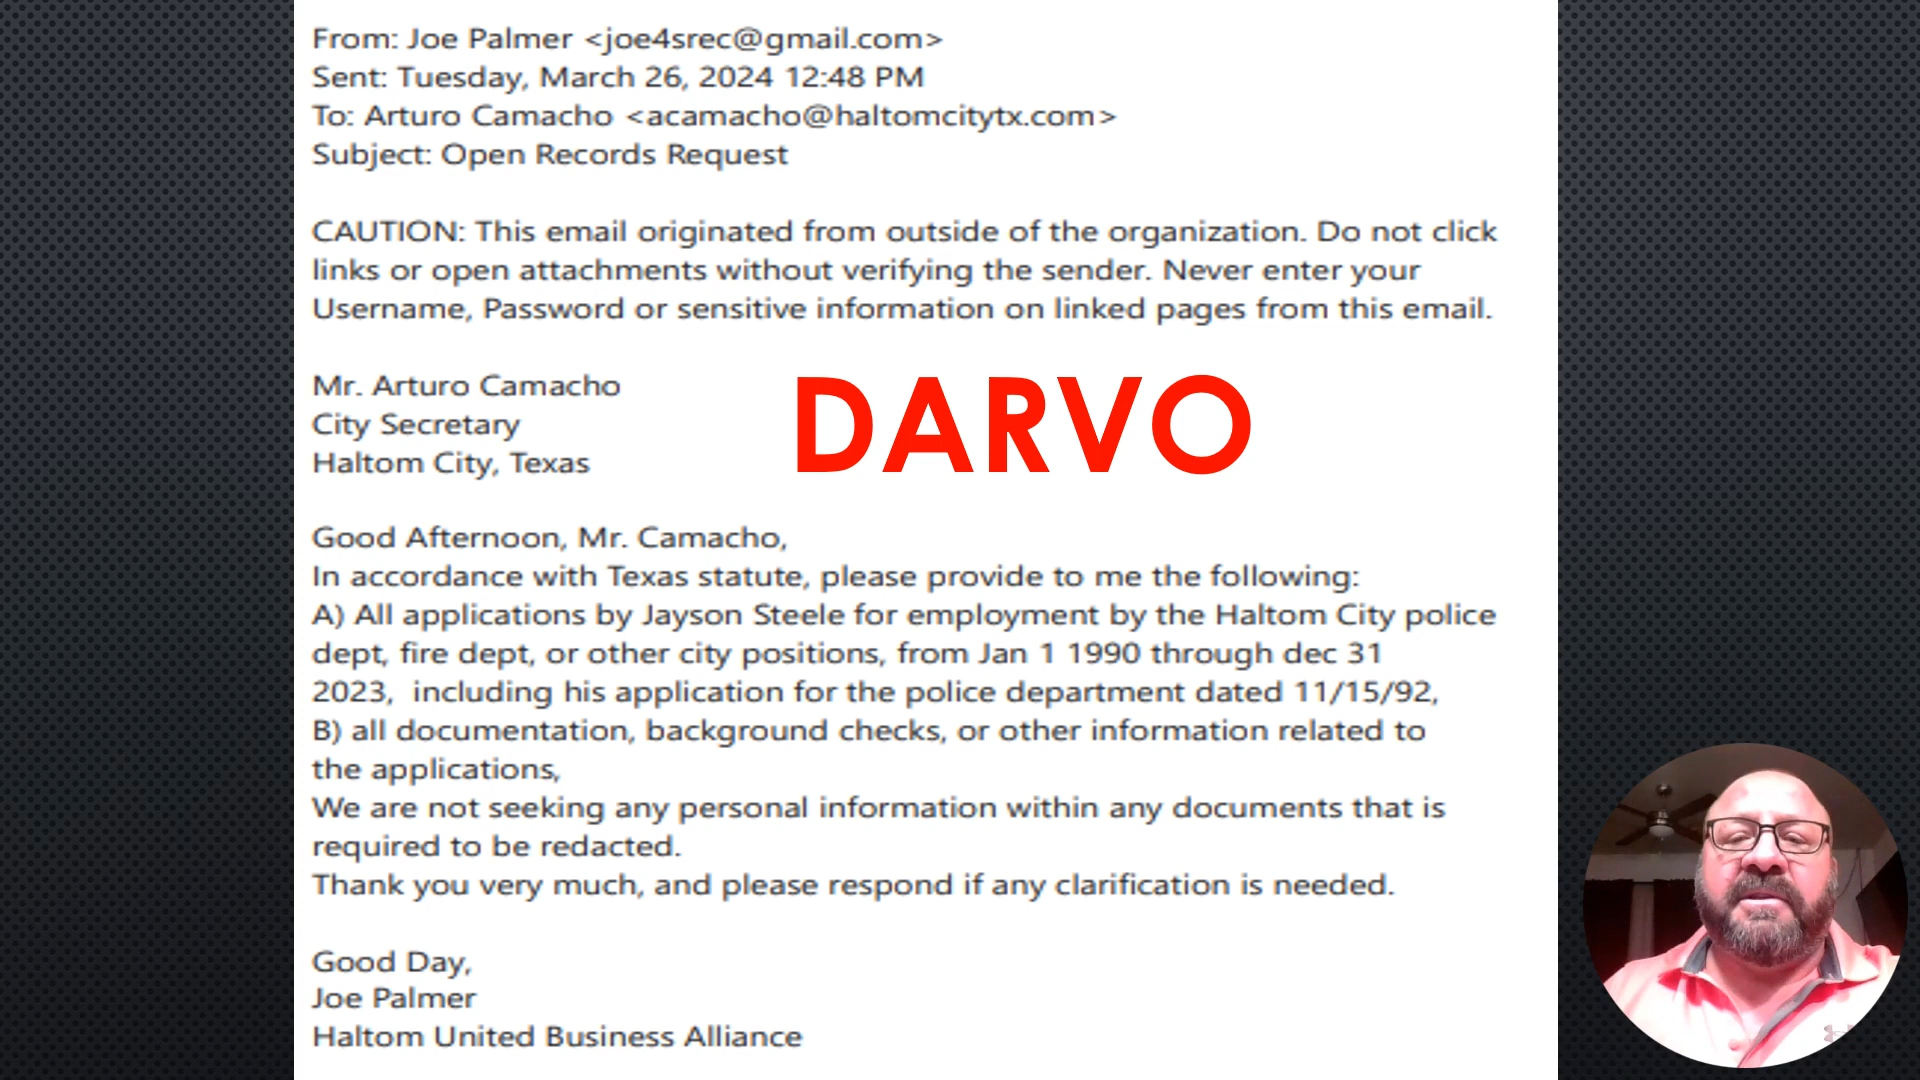 From: Joe Palmer <joe4srec@gmail.com>
Sent: Tuesday, March 26, 2024 12:48 PM
To: Arturo Camacho <acamacho@haltomcitytx.com>
Subject: Open Records Request
CAUTION: This email originated from outside of the organization. Do not click
links or open attachments without verifying the sender. Never enter your
Username, Password or sensitive information on linked pages from this email.
Mr. Arturo Camacho
City Secretary
Haltom City, Texas
DARVO
Good Afternoon, Mr. Camacho,
In accordance with Texas statute, please provide to me the following:
A) All applications by Jayson Steele for employment by the Haltom City police
dept, fire dept, or other city positions, from Jan 1 1990 through dec 31
2023,  including his application for the police department dated 11/15/92,
B) all documentation, background checks, or other information related to
the applications,
We are not seeking any personal information within any documents that is
required to be redacted.
Thank you very much, and please respond if any clarification is needed.
Good Day,
Joe Palmer
Haltom United Business Alliance